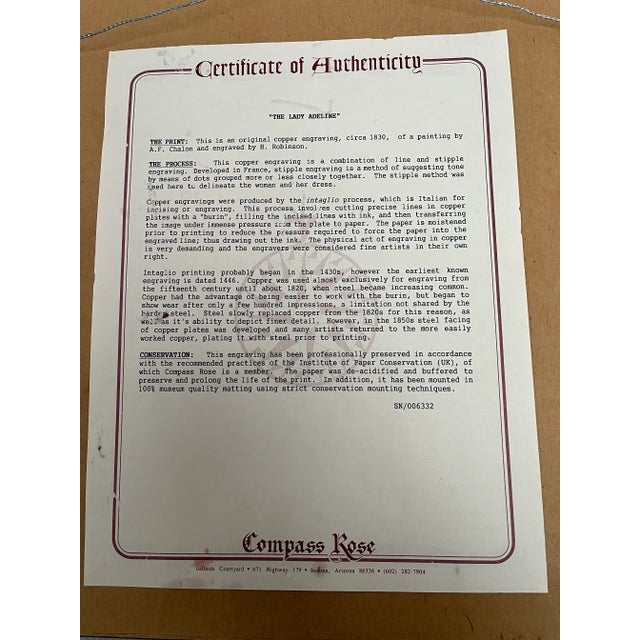 Certificate of Authenticity
"THE LADY ADELINE"
THE PRINT: This is an original copper engraving, circa 1830, of a painting by
A.F. Chalon and engraved by H. Robinson.
THE PROCESS: This copper engraving is a combination of line and stipple
engraving. Developed in France, stipple engraving is a method of suggesting tone
by means of dots grouped more or less closely together. The stipple method was
used here to delineate the woman and her dress.
Copper engravings were produced by the intaglio process, which is Italian for
incising or engraving. This process involves cutting precise lines in copper
plates with a "burin", filling the incised lines with ink, and then transferring
the image under immense pressure from the plate to paper. The paper is moistened
prior to printing to reduce the pressure required to force the paper into the
engraved line; thus drawing out the ink. The physical act of engraving in copper
is very demanding and the engravers were considered fine artists in their own
right.
Intaglio printing probably began in the 1430s, however the earliest known
engraving is dated 1446. Copper was used almost exclusively for engraving from the
fifteenth century until about 1820, when steel became increasing common.
Copper had the advantage of being easier to work with the burin, but began to
show wear after only a few hundred impressions, a limitation not shared by the
harder steel. Steel slowly replaced copper from the 1820s for this reason, as
well as it's ability to depict finer detail. However, in the 1850s steel facing
of copper plates was developed and many artists returned to the more easily
worked copper, plating it with steel prior to printing.
CONSERVATION: This engraving has been professionally preserved in accordance
with the recommended practices of the Institute of Paper Conservation (UK), of
which Compass Rose is a member. The paper was de-acidified and buffered to
preserve and prolong the life of the print. In addition, it has been mounted in
100% museum quality matting using strict conservation mounting techniques.
SN/006332
Compass Rose
Hillside Courtyard • 671 Highway 179 • Sedona, Arizona 86336 • (602) 282-7904